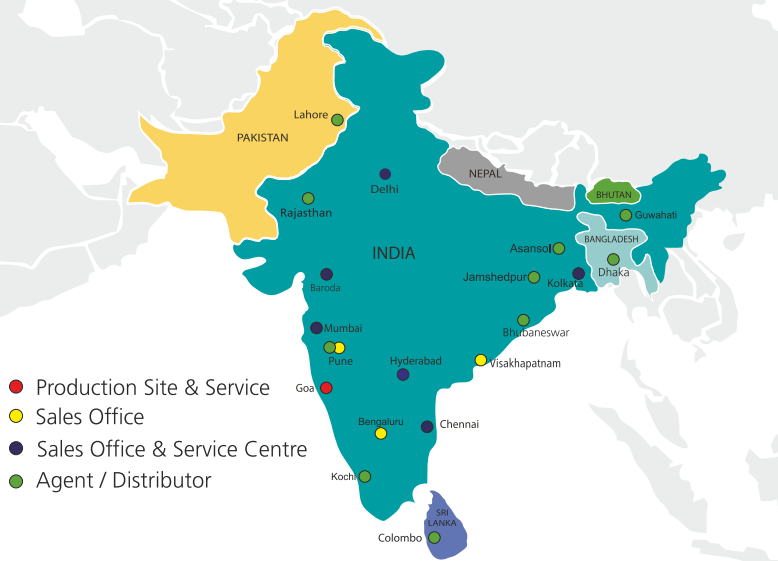 Lahore
PAKISTAN
NEPAL
Delhi
BHUTAN
Rajasthan
Guwahati
BANGLADESH
Asansol
INDIA
Dhaka
Jamshedpur
Kolkata
Baroda
Mumbai
Bhubaneswar
Pune
Hyderabad
Visakhapatnam
Goa
Production Site & Service
Sales Office
Bengaluru
Chennai
Sales Office & Service Centre
Kochi
Agent / Distributor
SRI
LANKA
Colombo